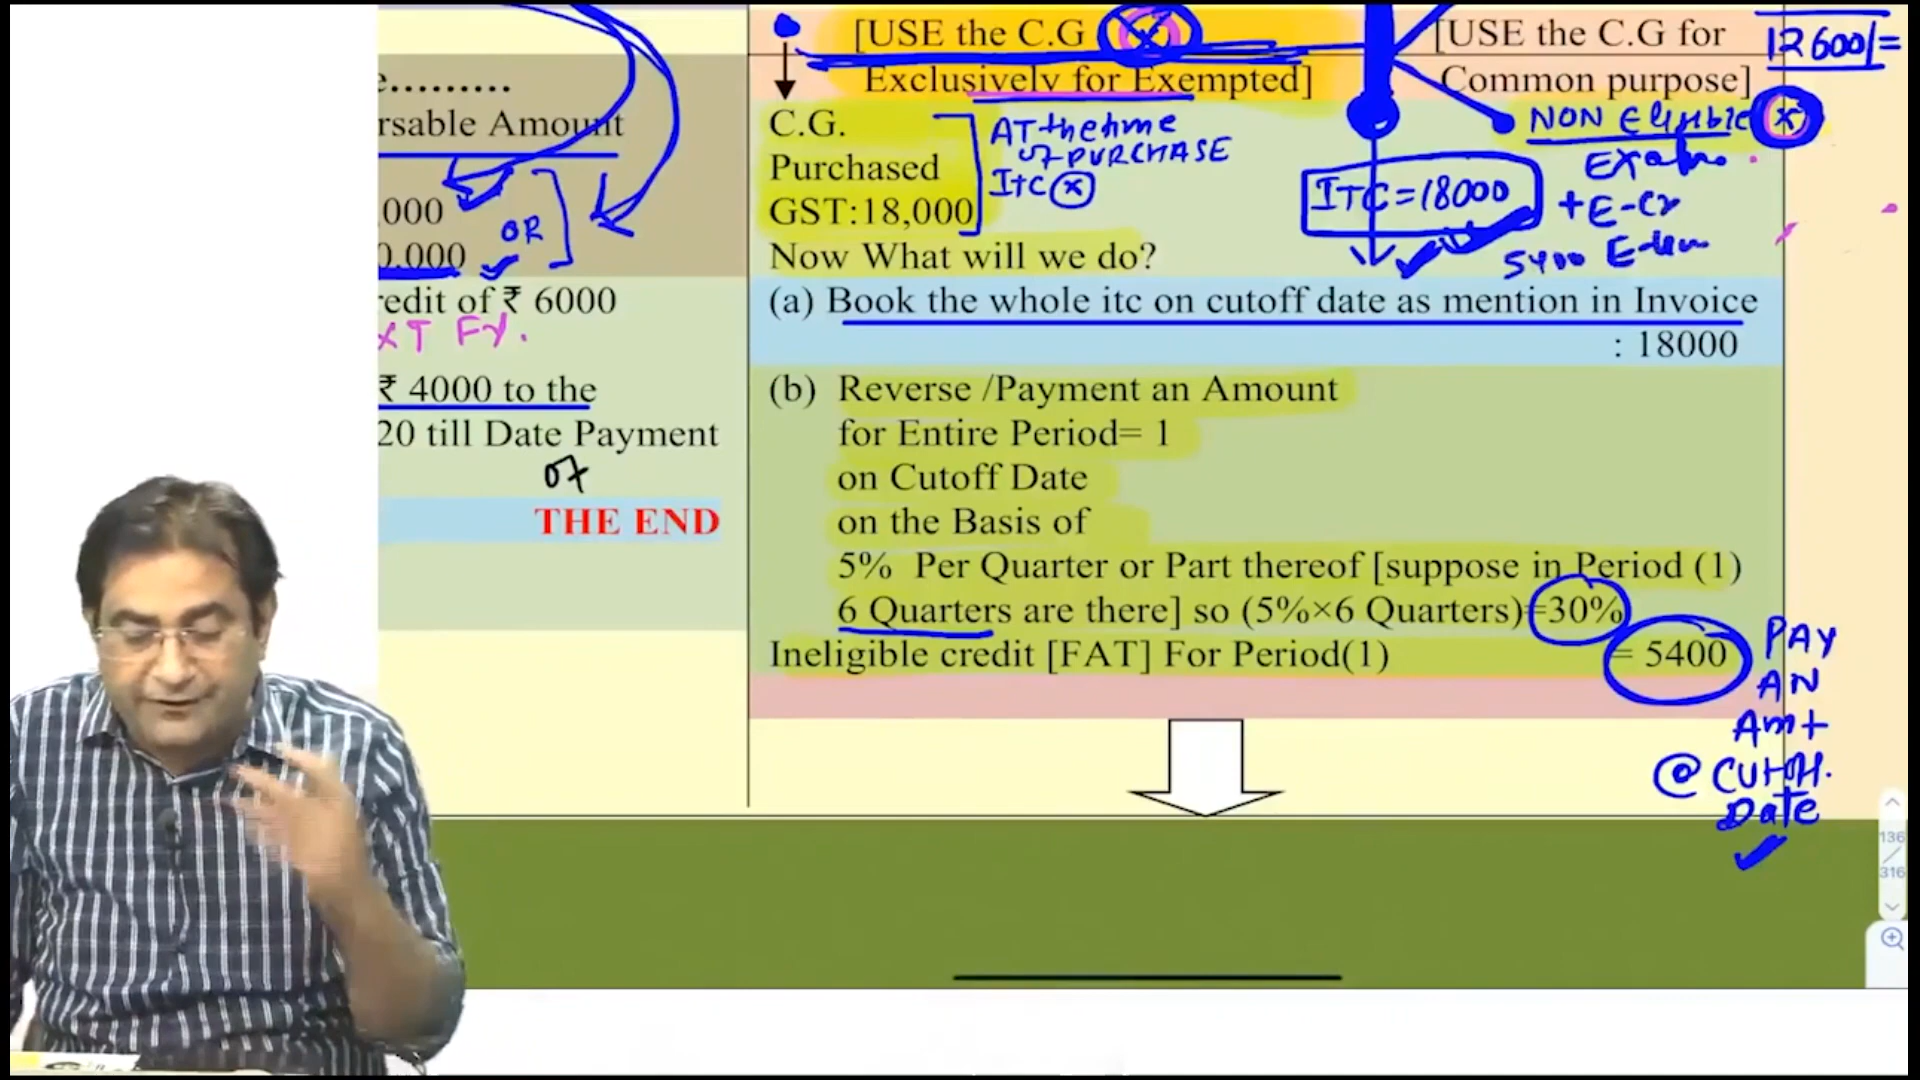 e.........
rsable Amount
,000
OR
0.000
redit of ₹ 6000
XT FY.
₹ 4000 to the
20 till Date Payment
of
THE END
[USE the C.G
Exclusively for Exempted]
[USE the C.G for
Common purpose]
12600/=
C.G.
Purchased
GST:18,000
AT the time
of PURCHASE
ITC
ITC=18000
NON Eligible
+E-Cr
5400
Now What will we do?
(a) Book the whole itc on cutoff date as mention in Invoice
: 18000
(b) Reverse /Payment an Amount
for Entire Period= 1
on Cutoff Date
on the Basis of
5% Per Quarter or Part thereof [suppose in Period (1)
6 Quarters are there] so (5%×6 Quarters)=30%
Ineligible credit [FAT] For Period(1) = 5400
PAY
AN
Amt
@ Cutoff.
Date
136
/
316